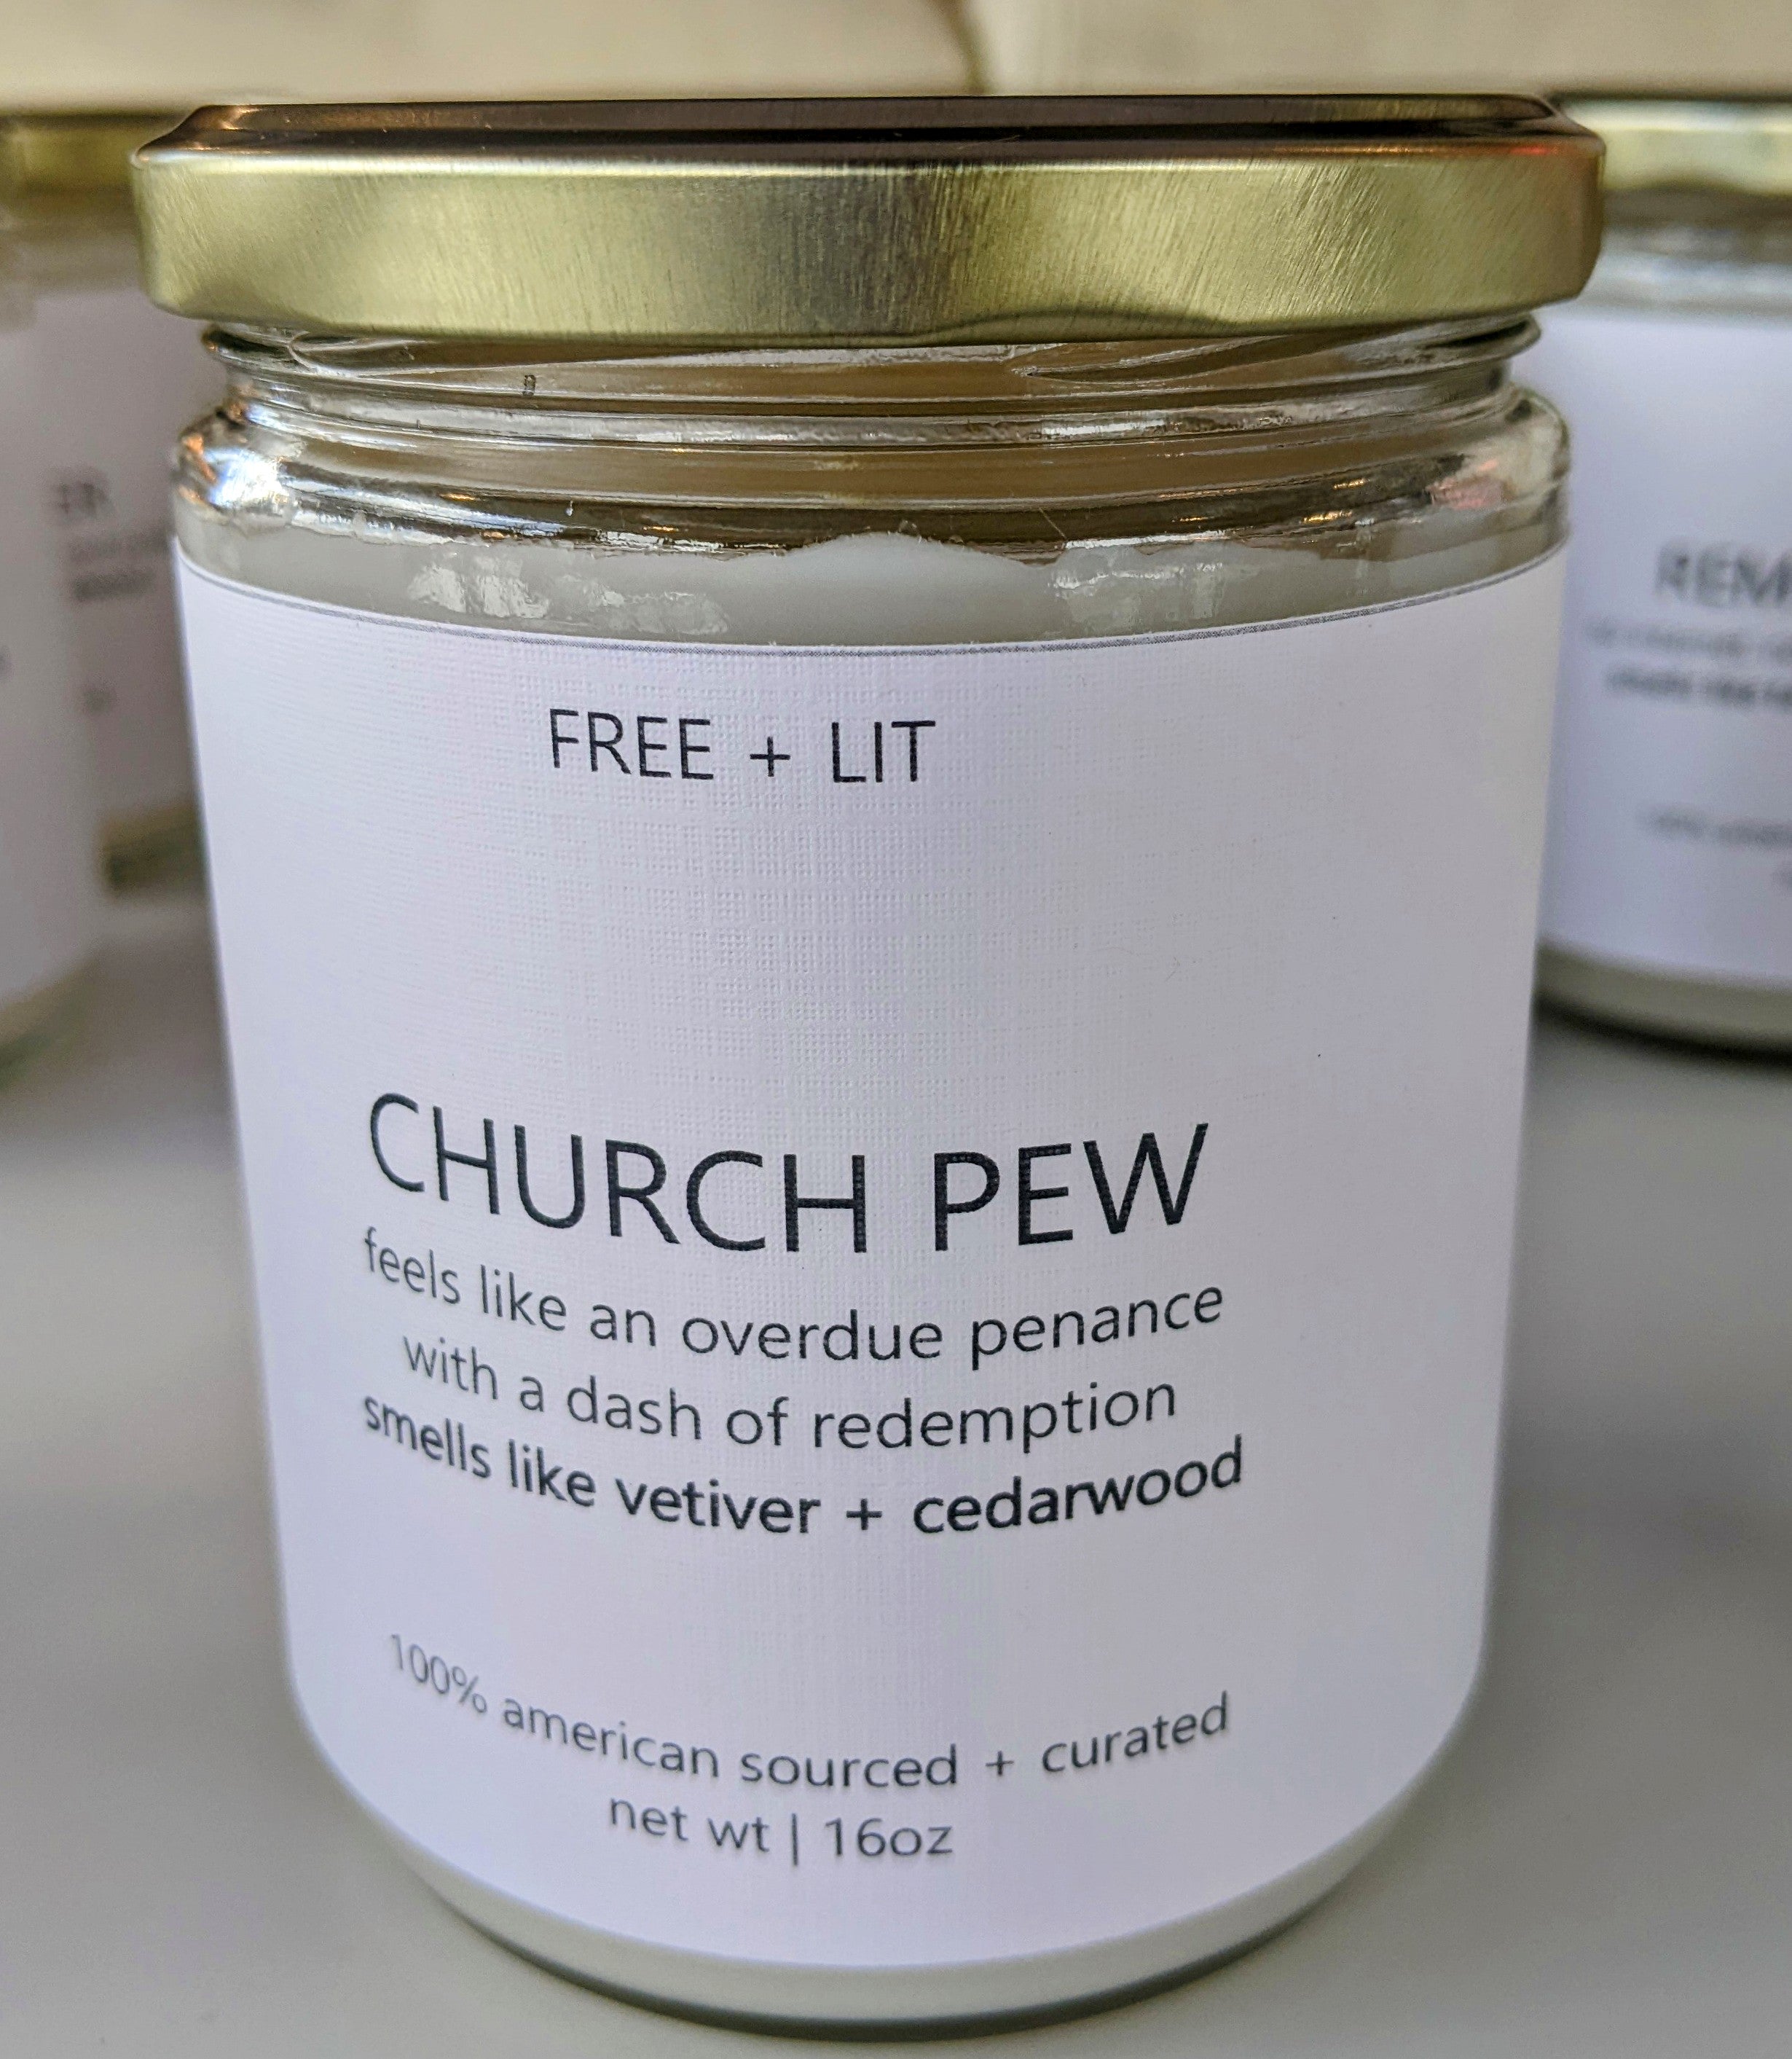 FREE + LIT
CHURCH PEW
feels like an overdue penance
with a dash of redemption
smells like vetiver + cedarwood
100% american sourced + curated
net wt | 16oz